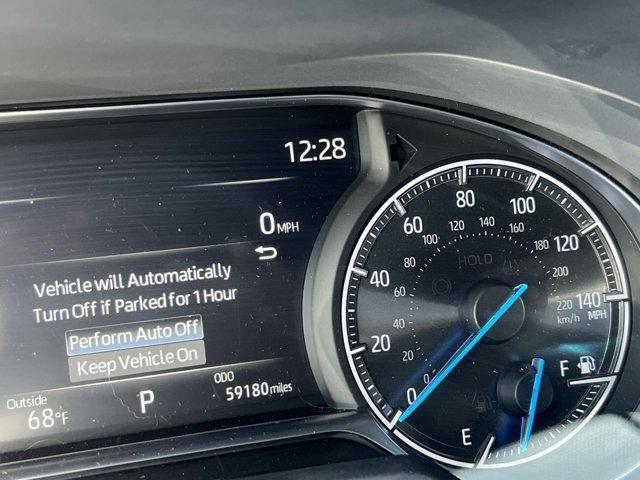 12:28
0 MPH
Vehicle will Automatically
Turn Off if Parked for 1 Hour
Perform Auto Off
Keep Vehicle On
Outside
68°F
P
ODO
59180 miles
0
20
40
60
80
100
120
140
MPH
0
20
40
60
80
100
120
140
160
180
200
220
km/h
HOLD
E
F